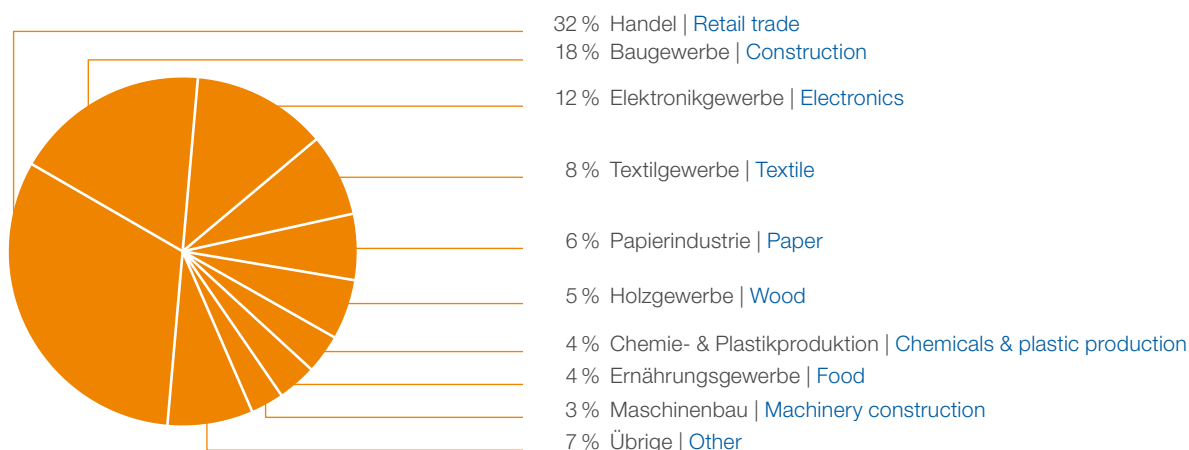 32 % Handel | Retail trade
18 % Baugewerbe | Construction
12 % Elektronikgewerbe | Electronics
8 % Textilgewerbe | Textile
6 % Papierindustrie | Paper
5 % Holzgewerbe | Wood
4 % Chemie- & Plastikproduktion | Chemicals & plastic production
4 % Ernährungsgewerbe | Food
3 % Maschinenbau | Machinery construction
7 % Übrige | Other